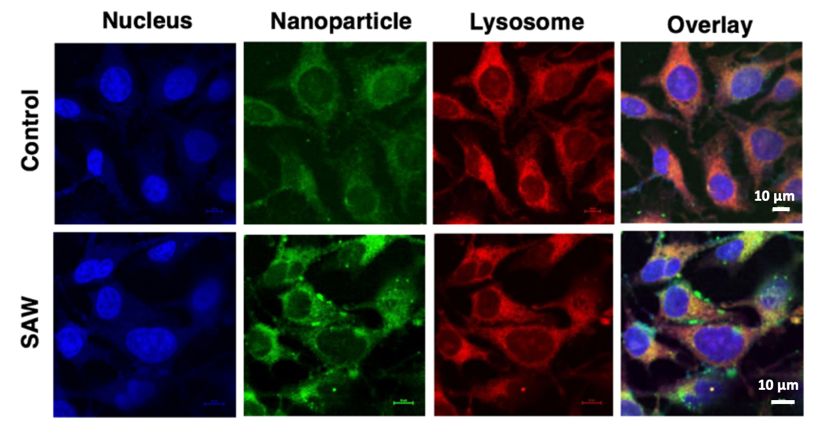 Nucleus Nanoparticle Lysosome Overlay
Control
10 µm
SAW
10 µm